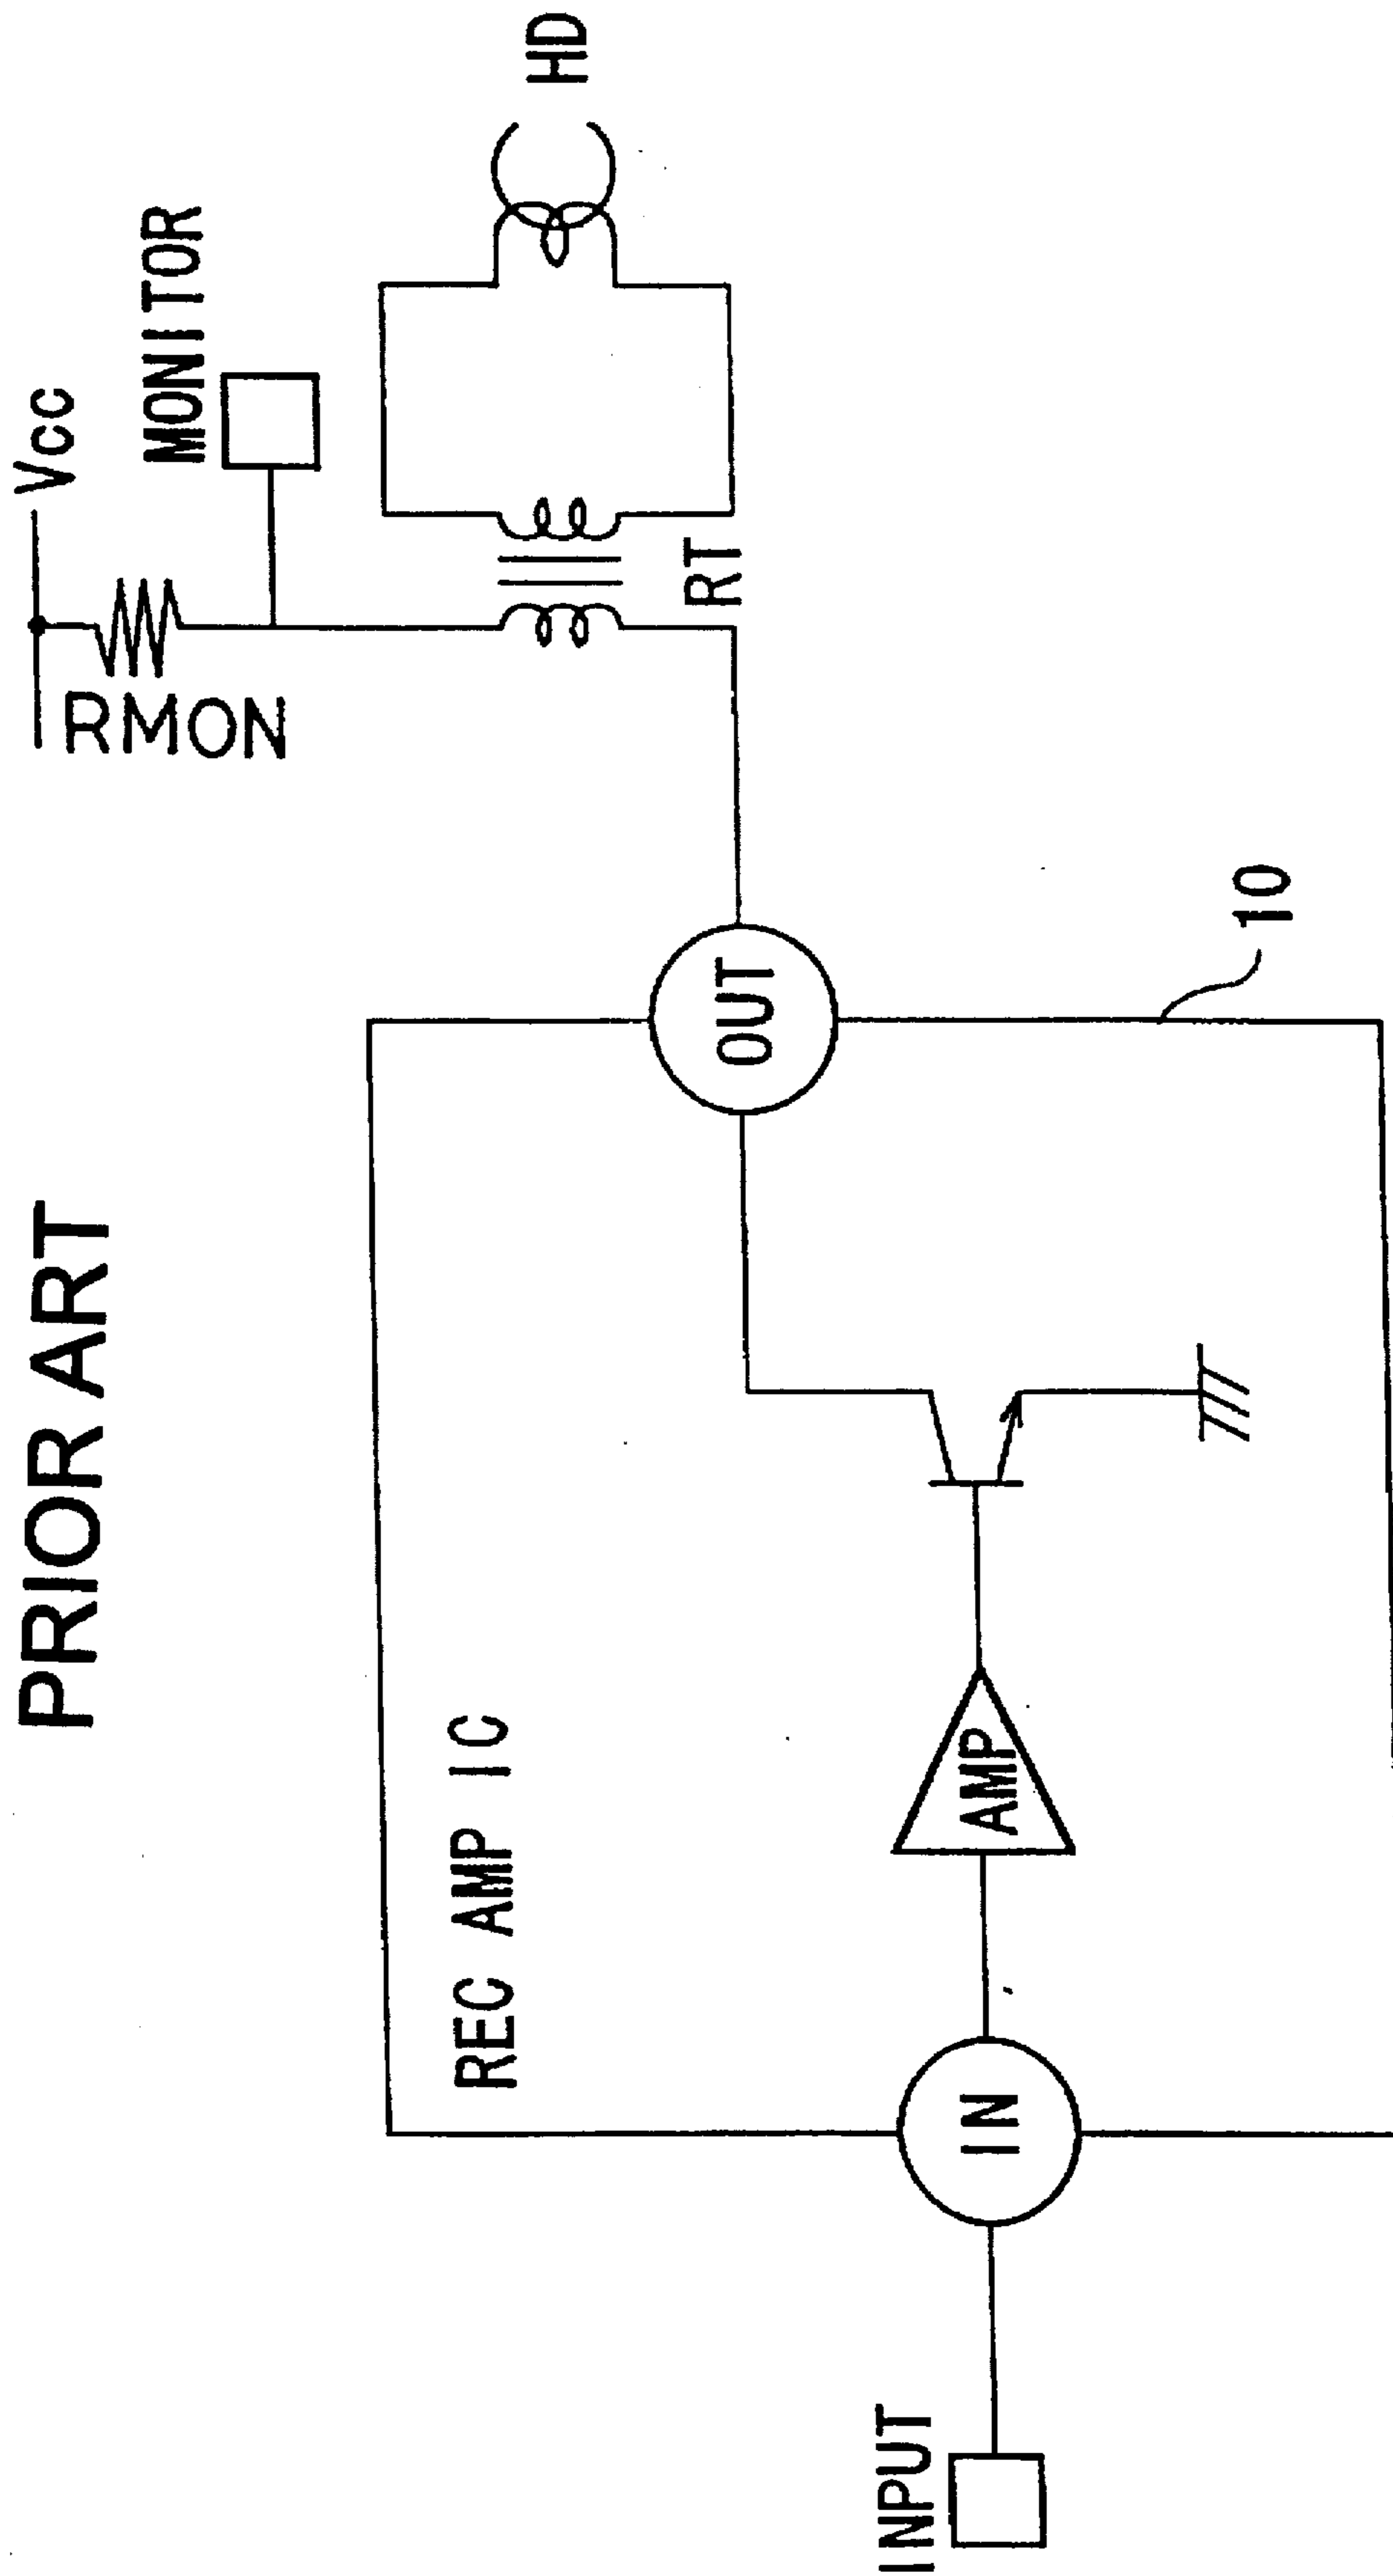 PRIOR ART
Vcc
RMON
MONITOR
HD
RT
REC AMP IC
OUT
AMP
IN
INPUT
10